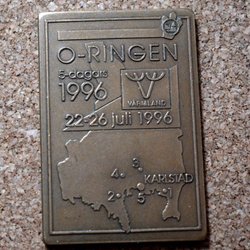 O-RINGEN
5-dagars
1996
VÄRMLAND
22-26 juli 1996
3
4
KARLSTAD
2 5 1